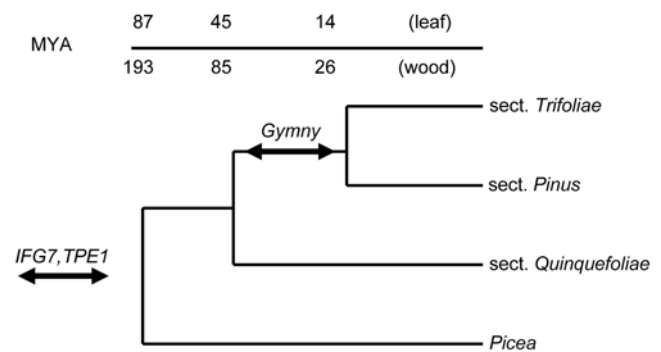 87 45 14 (leaf)
MYA
193 85 26 (wood)
sect. Trifoliae
Gymny
sect. Pinus
IFG7,TPE1
sect. Quinquefoliae
Picea